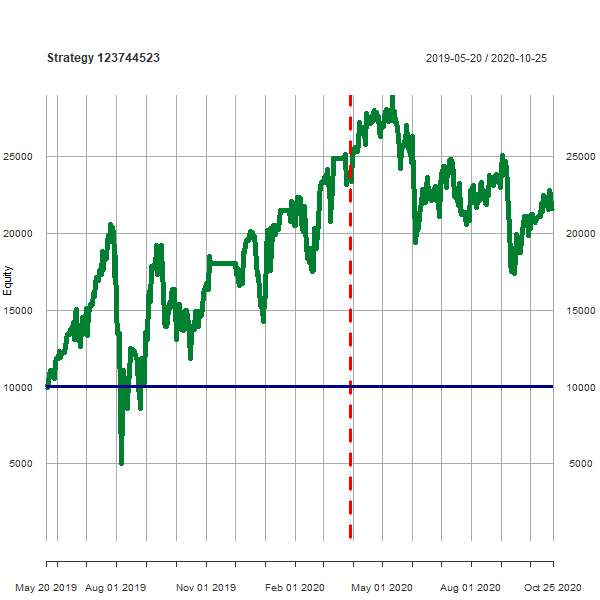 Strategy 123744523
2019-05-20 / 2020-10-25
25000
25000
20000
20000
Equity
15000
15000
10000
10000
5000
5000
May 20 2019
Aug 01 2019
Nov 01 2019
Feb 01 2020
May 01 2020
Aug 01 2020
Oct 25 2020